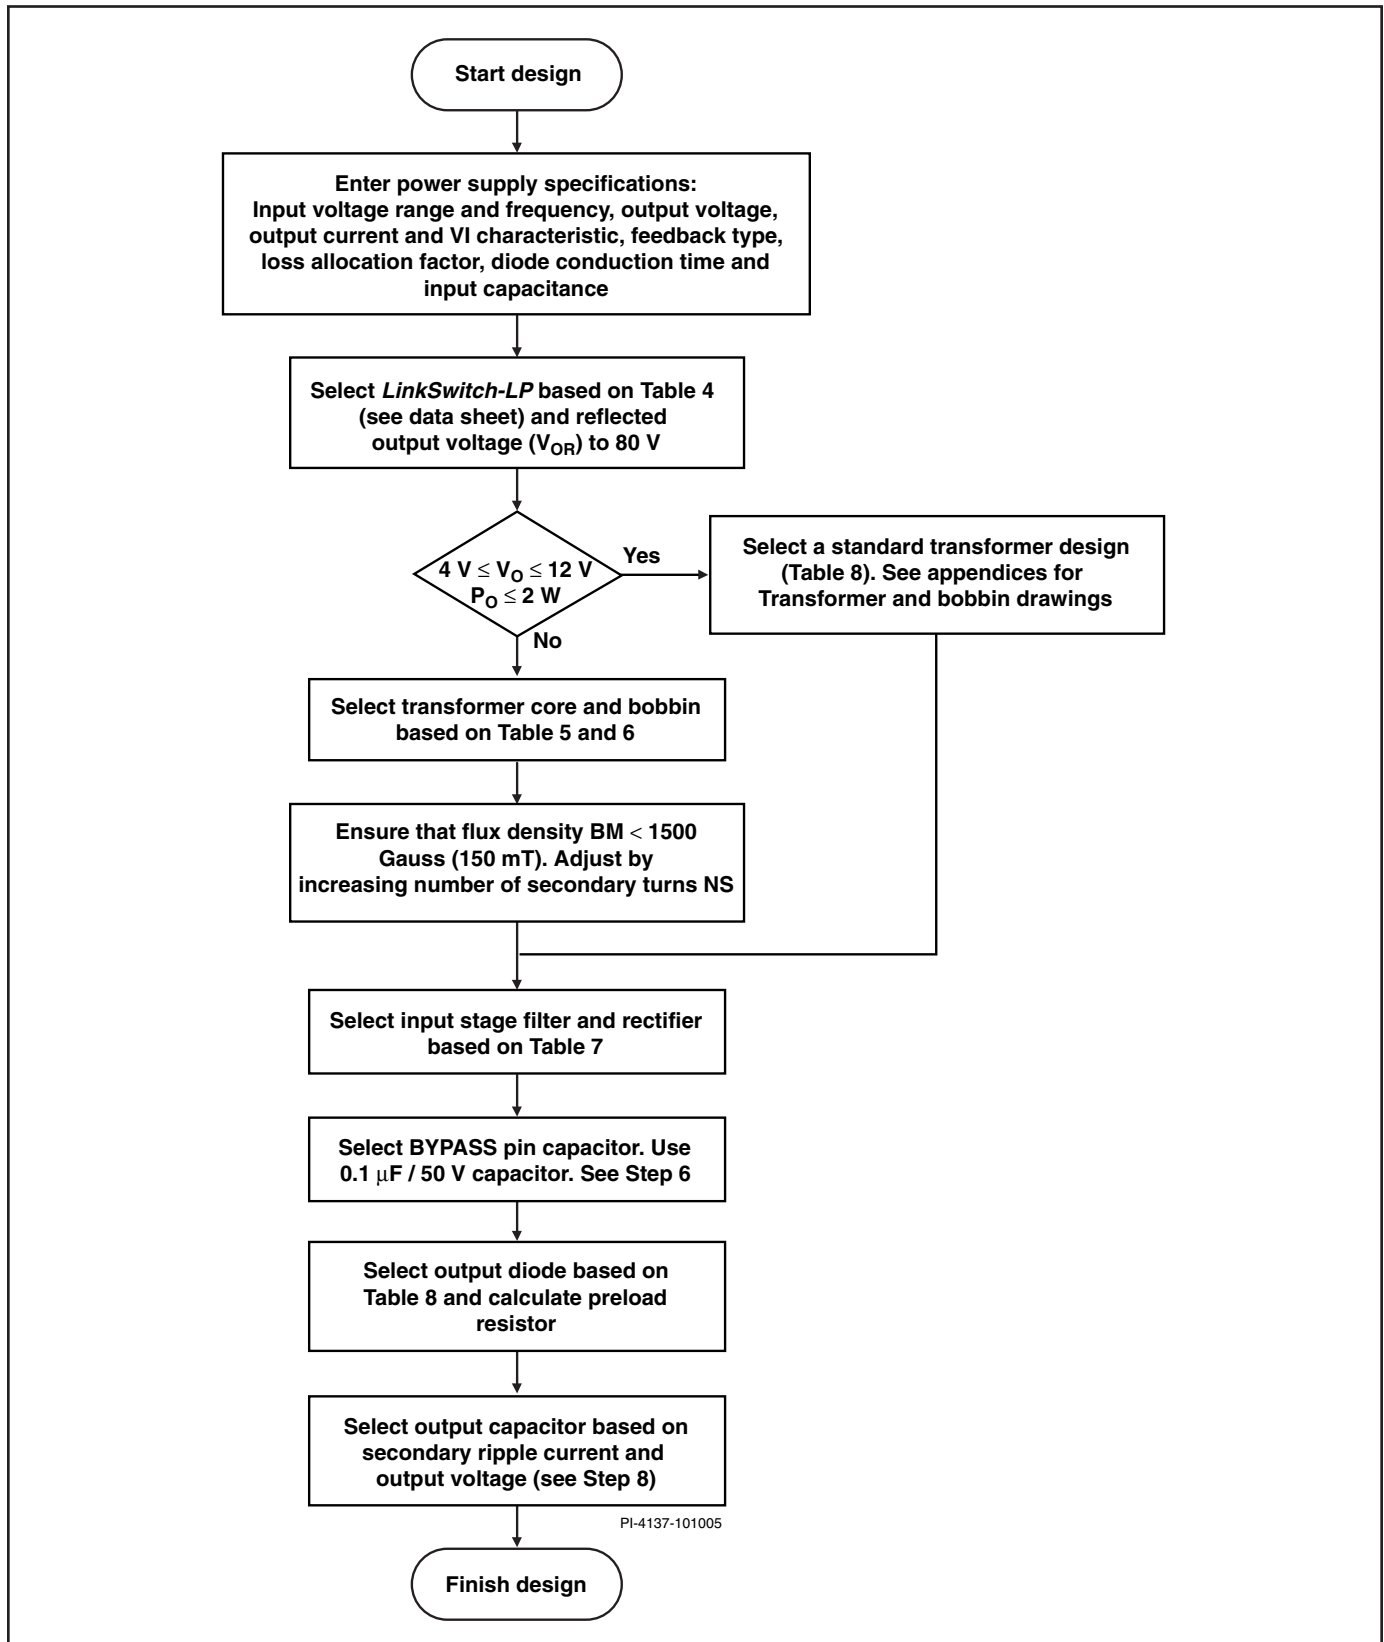 Start design
Enter power supply specifications:
Input voltage range and frequency, output voltage,
output current and VI characteristic, feedback type,
loss allocation factor, diode conduction time and
input capacitance
Select LinkSwitch-LP based on Table 4
(see data sheet) and reflected
output voltage (VOR) to 80 V
4 V ≤ VO ≤ 12 V
PO ≤ 2 W
Yes
Select a standard transformer design
(Table 8). See appendices for
Transformer and bobbin drawings
No
Select transformer core and bobbin
based on Table 5 and 6
Ensure that flux density BM < 1500
Gauss (150 mT). Adjust by
increasing number of secondary turns NS
Select input stage filter and rectifier
based on Table 7
Select BYPASS pin capacitor. Use
0.1 μF / 50 V capacitor. See Step 6
Select output diode based on
Table 8 and calculate preload
resistor
Select output capacitor based on
secondary ripple current and
output voltage (see Step 8)
PI-4137-101005
Finish design